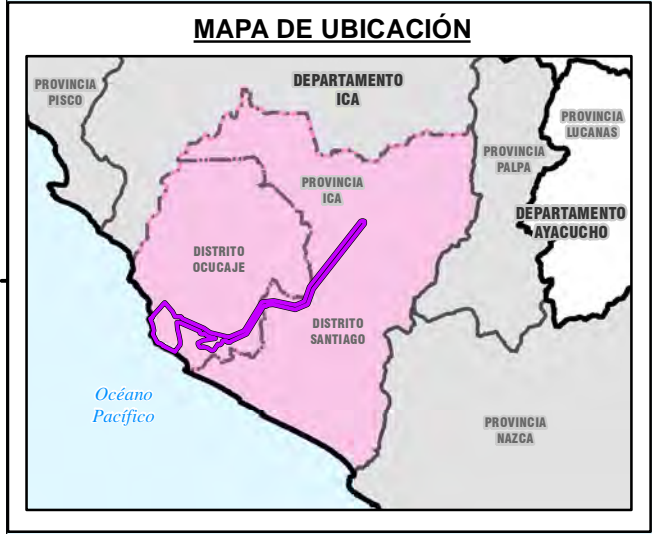 MAPA DE UBICACIÓN
PROVINCIA
PISCO
DEPARTAMENTO
ICA
PROVINCIA
LUCANAS
PROVINCIA
PALPA
PROVINCIA
ICA
DEPARTAMENTO
AYACUCHO
DISTRITO
OCUCAJE
DISTRITO
SANTIAGO
Océano
Pacífico
PROVINCIA
NAZCA